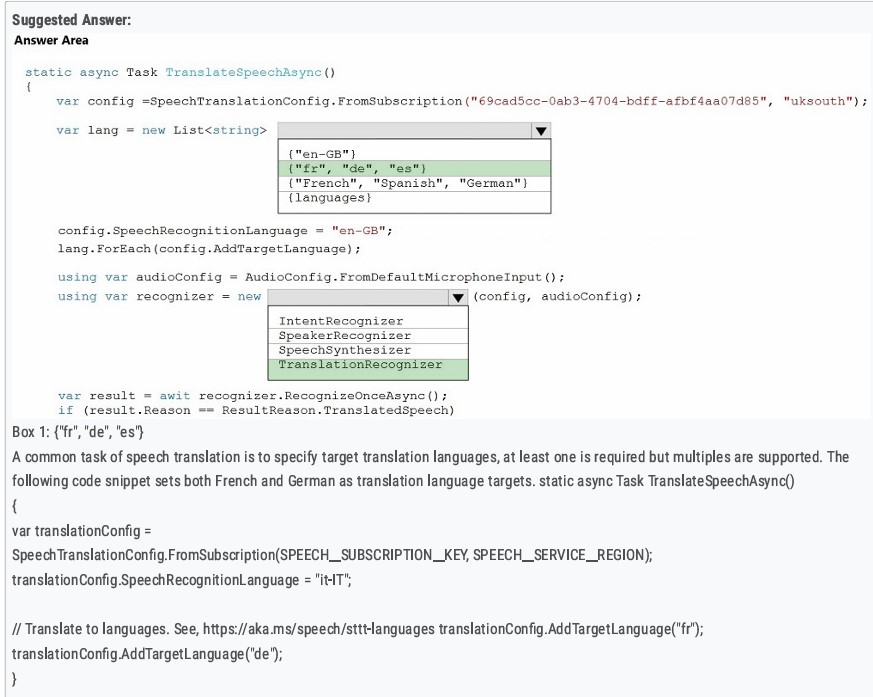 Suggested Answer:
Answer Area
static async Task TranslateSpeechAsync()
{
var config =SpeechTranslationConfig.FromSubscription("69cad5cc-0ab3-4704-bdff-afbf4aa07d85", "uksouth");
var lang = new List<string>
{"en-GB"}
{"fr", "de", "es"}
{"French", "Spanish", "German"}
{languages}
config.SpeechRecognitionLanguage = "en-GB";
lang.ForEach(config.AddTargetLanguage);
using var audioConfig = AudioConfig.FromDefaultMicrophoneInput();
using var recognizer = new (config, audioConfig);
IntentRecognizer
SpeakerRecognizer
SpeechSynthesizer
TranslationRecognizer
var result = awit recognizer.RecognizeOnceAsync();
if (result.Reason == ResultReason.TranslatedSpeech)
Box 1: {"fr", "de", "es"}
A common task of speech translation is to specify target translation languages, at least one is required but multiples are supported. The
following code snippet sets both French and German as translation language targets. static async Task TranslateSpeechAsync()
{
var translationConfig =
SpeechTranslationConfig.FromSubscription(SPEECH__SUBSCRIPTION__KEY, SPEECH__SERVICE__REGION);
translationConfig.SpeechRecognitionLanguage = "it-IT";
// Translate to languages. See, https://aka.ms/speech/sttt-languages translationConfig.AddTargetLanguage("fr");
translationConfig.AddTargetLanguage("de");
}